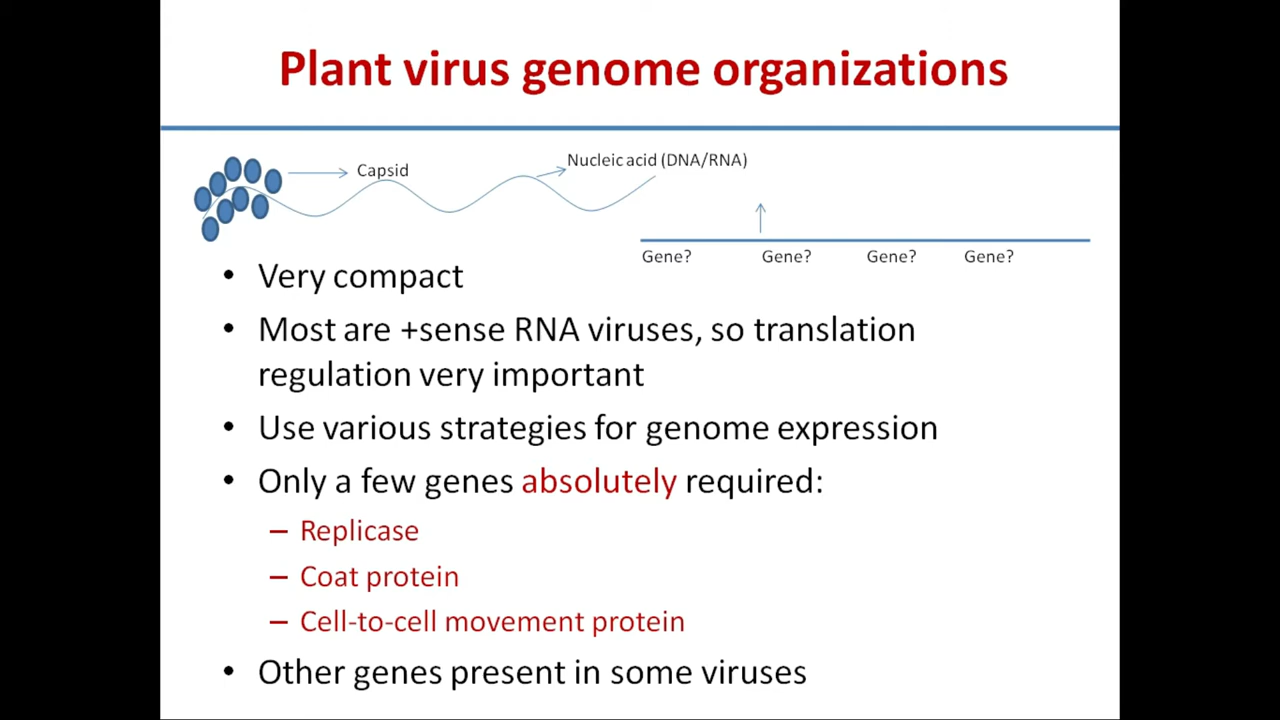 Plant virus genome organizations
Capsid
Nucleic acid (DNA/RNA)
Gene? Gene? Gene? Gene?
• Very compact
• Most are +sense RNA viruses, so translation
regulation very important
• Use various strategies for genome expression
• Only a few genes absolutely required:
– Replicase
– Coat protein
– Cell-to-cell movement protein
• Other genes present in some viruses